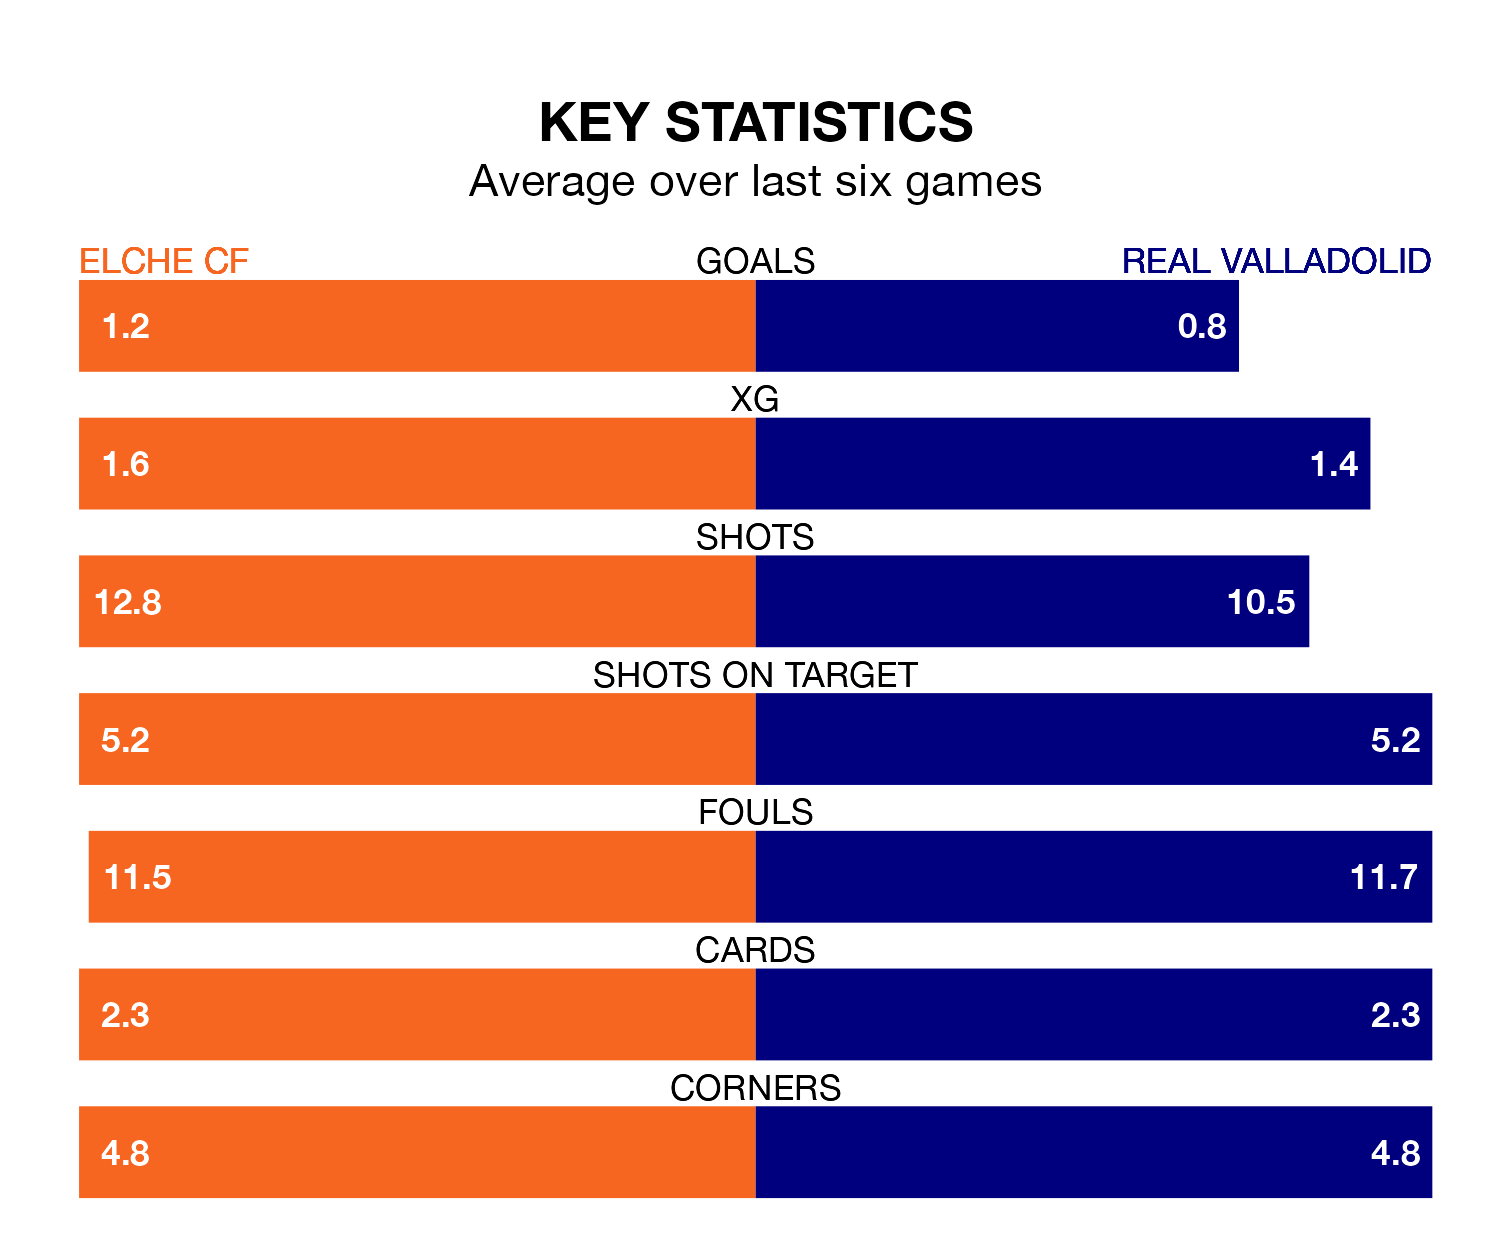 KEY STATISTICS
Average over last six games
ELCHE CF GOALS REAL VALLADOLID
1.2 0.8
XG
1.6 1.4
SHOTS
12.8 10.5
SHOTS ON TARGET
5.2 5.2
FOULS
11.5 11.7
CARDS
2.3 2.3
CORNERS
4.8 4.8